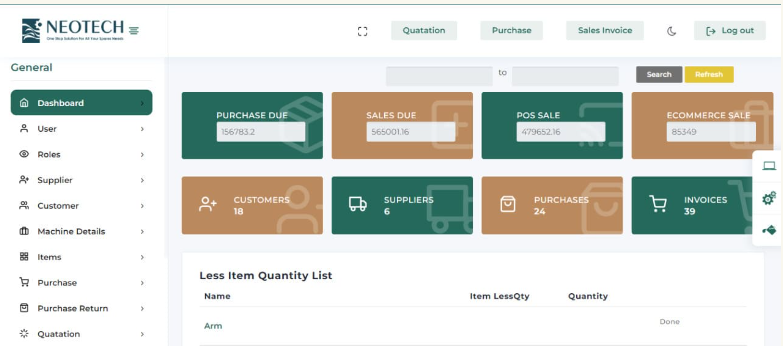 NEOTECH
One Stop Solution For All Your Spares Needs
Quatation
Purchase
Sales Invoice
Log out
General
to
Search
Refresh
Dashboard
User
Roles
Supplier
Customer
Machine Details
Items
Purchase
Purchase Return
Quatation
PURCHASE DUE
156783.2
SALES DUE
565001.16
POS SALE
479652.16
ECOMMERCE SALE
85349
CUSTOMERS
18
SUPPLIERS
6
PURCHASES
24
INVOICES
39
Less Item Quantity List
Name Item LessQty Quantity
Arm Done